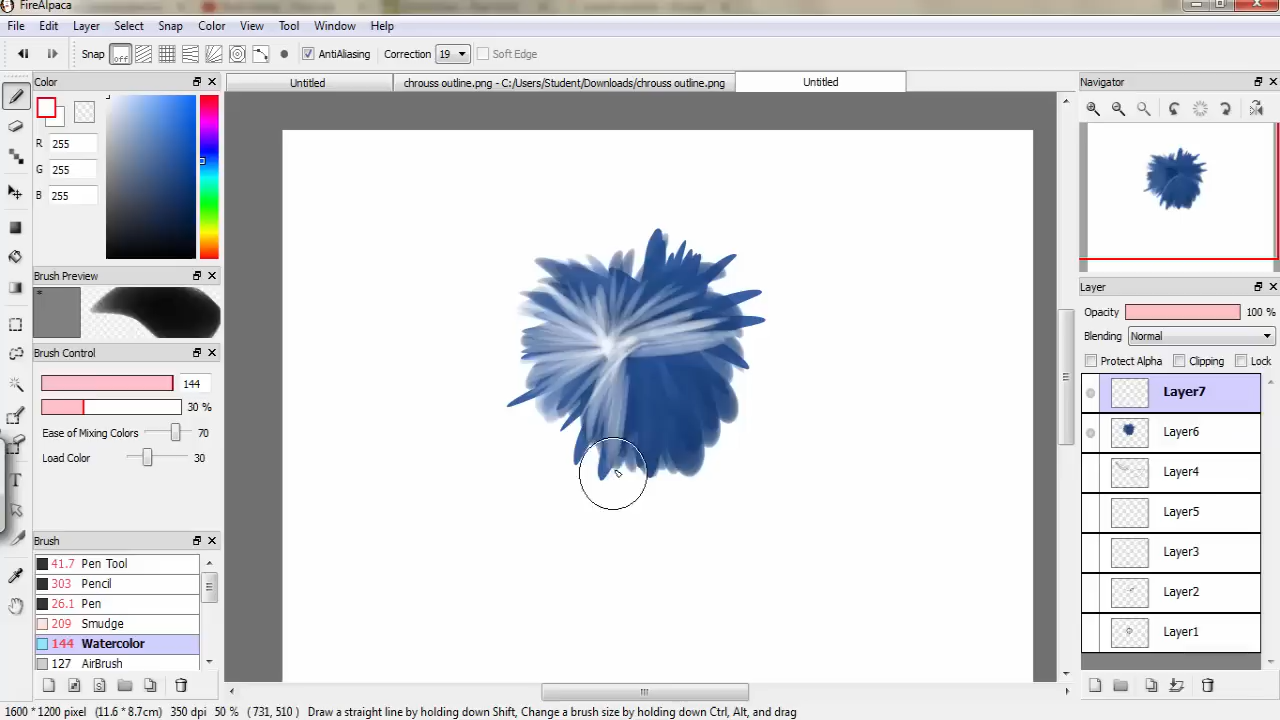 FireAlpaca
File Edit Layer Select Snap Color View Tool Window Help
Snap off AntiAliasing Correction 19 Soft Edge
Color
Untitled
chrouss outline.png - C:/Users/Student/Downloads/chrouss outline.png
Untitled
Navigator
R 255
G 255
B 255
Brush Preview
*
Brush Control
144
30 %
Ease of Mixing Colors 70
Load Color 30
Brush
41.7 Pen Tool
303 Pencil
26.1 Pen
209 Smudge
144 Watercolor
127 AirBrush
Layer
Opacity 100 %
Blending Normal
Protect Alpha Clipping Lock
Layer7
Layer6
Layer4
Layer5
Layer3
Layer2
Layer1
1600 * 1200 pixel (11.6 * 8.7cm) 350 dpi 50 % ( 731, 510 ) Draw a straight line by holding down Shift, Change a brush size by holding down Ctrl, Alt, and drag